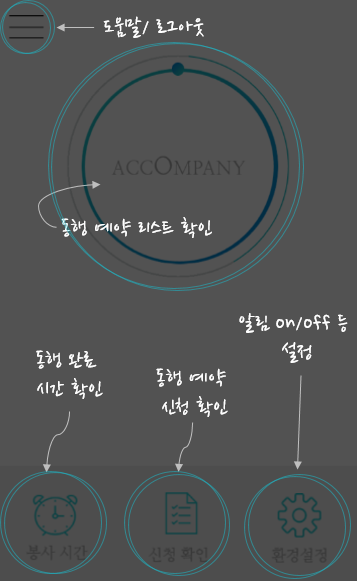 도움말/ 로그아웃
ACCOMPANY
동행 예약 리스트 확인
알림 on/off 등
설정
동행 완료
시간 확인
동행 예약
신청 확인
봉사 시간
신청 확인
환경설정